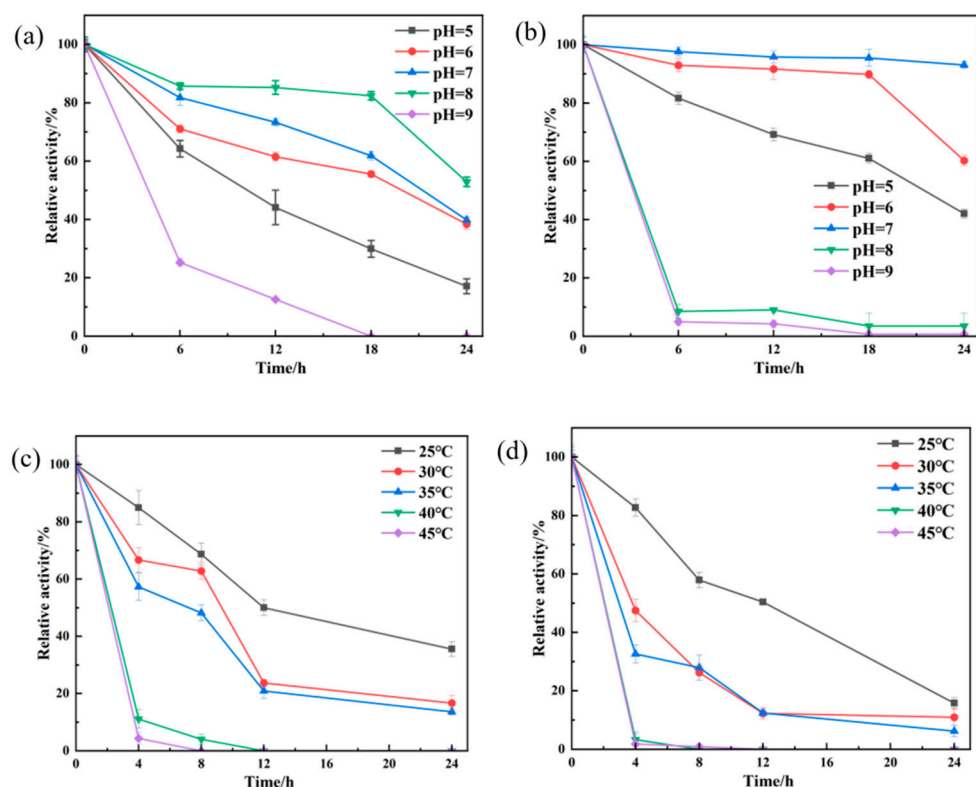 (a)
pH=5
pH=6
pH=7
pH=8
pH=9
Relative activity/%
100
80
60
40
20
0
0 6 12 18 24
Time/h
(b)
pH=5
pH=6
pH=7
pH=8
pH=9
Relative activity/%
100
80
60
40
20
0
0 6 12 18 24
Time/h
(c)
25°C
30°C
35°C
40°C
45°C
Relative activity/%
100
80
60
40
20
0
0 4 8 12 12 20 24
Time/h
(d)
25°C
30°C
35°C
40°C
45°C
Relative activity/%
100
80
60
40
20
0
0 4 8 12 12 20 24
Time/h